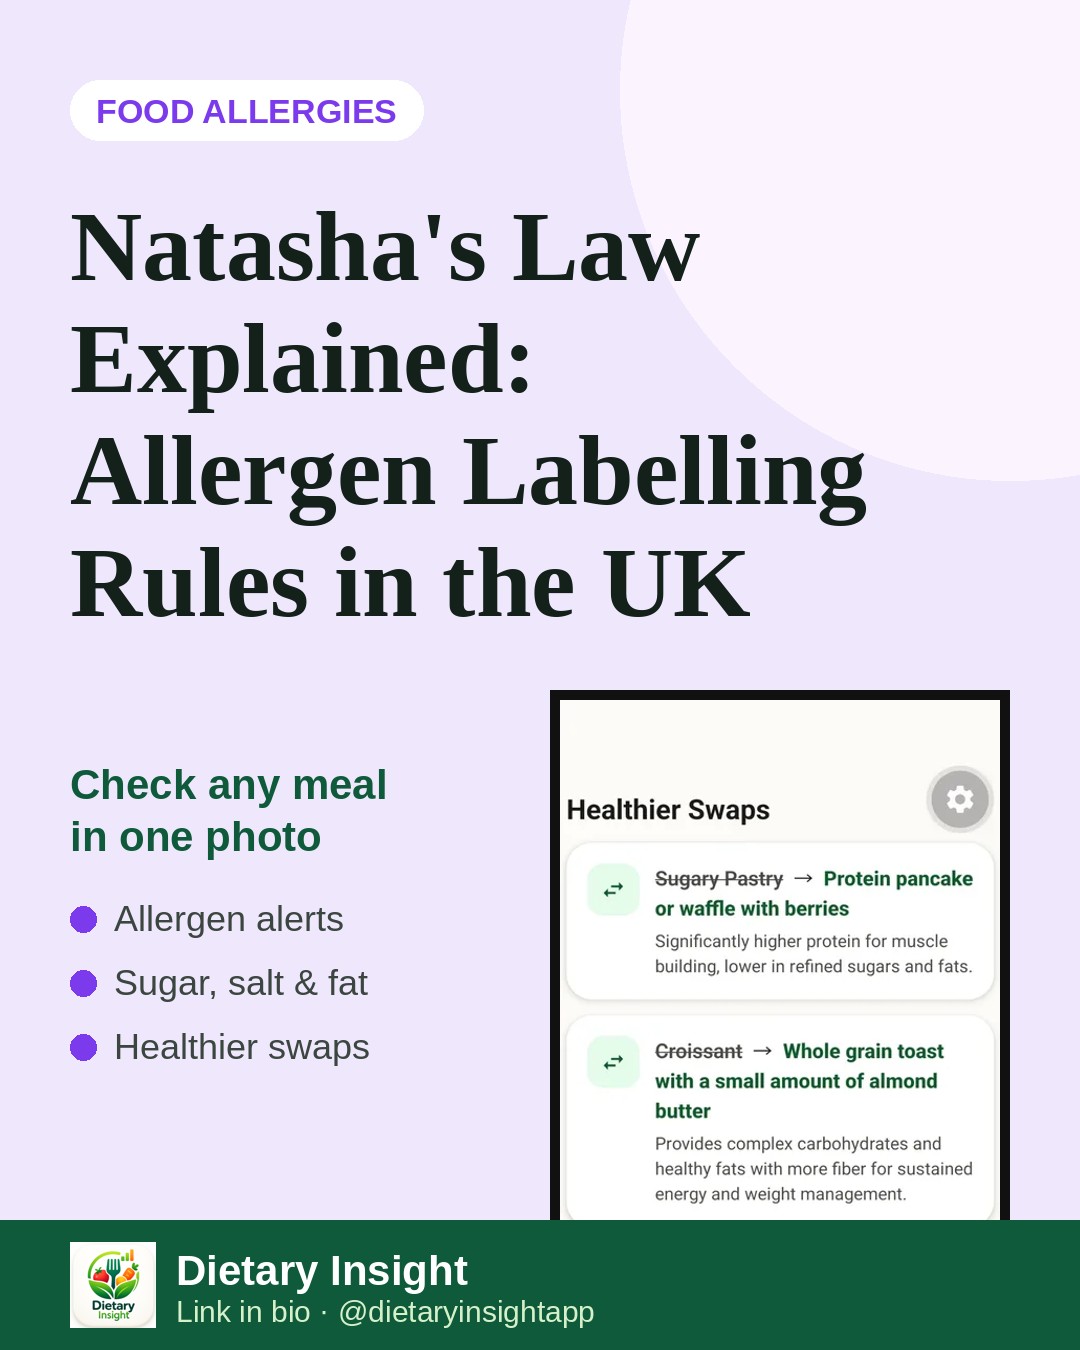 FOOD ALLERGIES
Natasha's Law
Explained:
Allergen Labelling
Rules in the UK
Check any meal
in one photo
Allergen alerts
Sugar, salt & fat
Healthier swaps
Healthier Swaps
Sugary Pastry → Protein pancake
or waffle with berries
Significantly higher protein for muscle
building, lower in refined sugars and fats.
Croissant → Whole grain toast
with a small amount of almond
butter
Provides complex carbohydrates and
healthy fats with more fiber for sustained
energy and weight management.
Dietary
Insight
Dietary Insight
Link in bio · @dietaryinsightapp